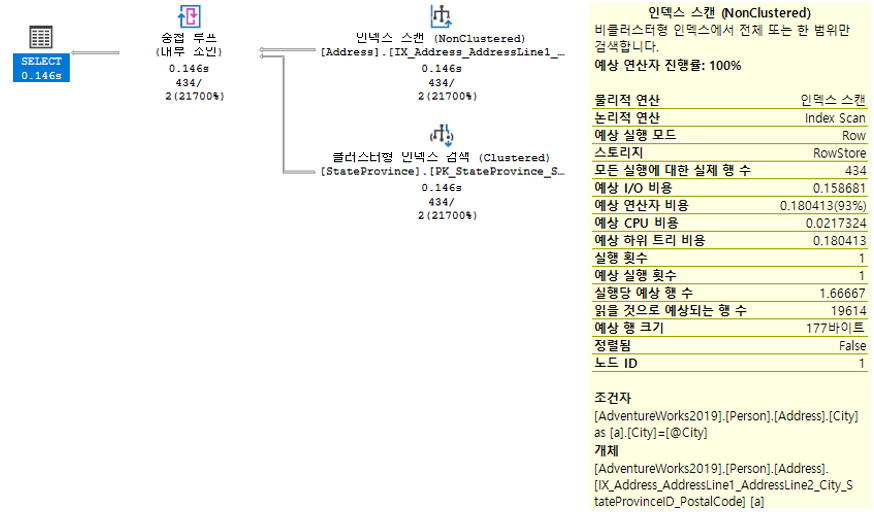 SELECT
0.146s
중첩 루프
(내부 조인)
0.146s
434/
2(21700%)
인덱스 스캔 (NonClustered)
[Address].[IX_Address_AddressLine1_…
0.146s
434/
2(21700%)
클러스터형 인덱스 검색 (Clustered)
[StateProvince].[PK_StateProvince_S…
0.146s
434/
2(21700%)
인덱스 스캔 (NonClustered)
비클러스터형 인덱스에서 전체 또는 한 범위만
검색합니다.
예상 연산자 진행률: 100%
물리적 연산 인덱스 스캔
논리적 연산 Index Scan
예상 실행 모드 Row
스토리지 RowStore
모든 실행에 대한 실제 행 수 434
예상 I/O 비용 0.158681
예상 연산자 비용 0.180413(93%)
예상 CPU 비용 0.0217324
예상 하위 트리 비용 0.180413
실행 횟수 1
예상 실행 횟수 1
실행당 예상 행 수 1.66667
읽을 것으로 예상되는 행 수 19614
예상 행 크기 177바이트
정렬됨 False
노드 ID 1
조건자
[AdventureWorks2019].[Person].[Address].[City]
as [a].[City]=[@City]
개체
[AdventureWorks2019].[Person].[Address].
[IX_Address_AddressLine1_AddressLine2_City_S
tateProvinceID_PostalCode] [a]